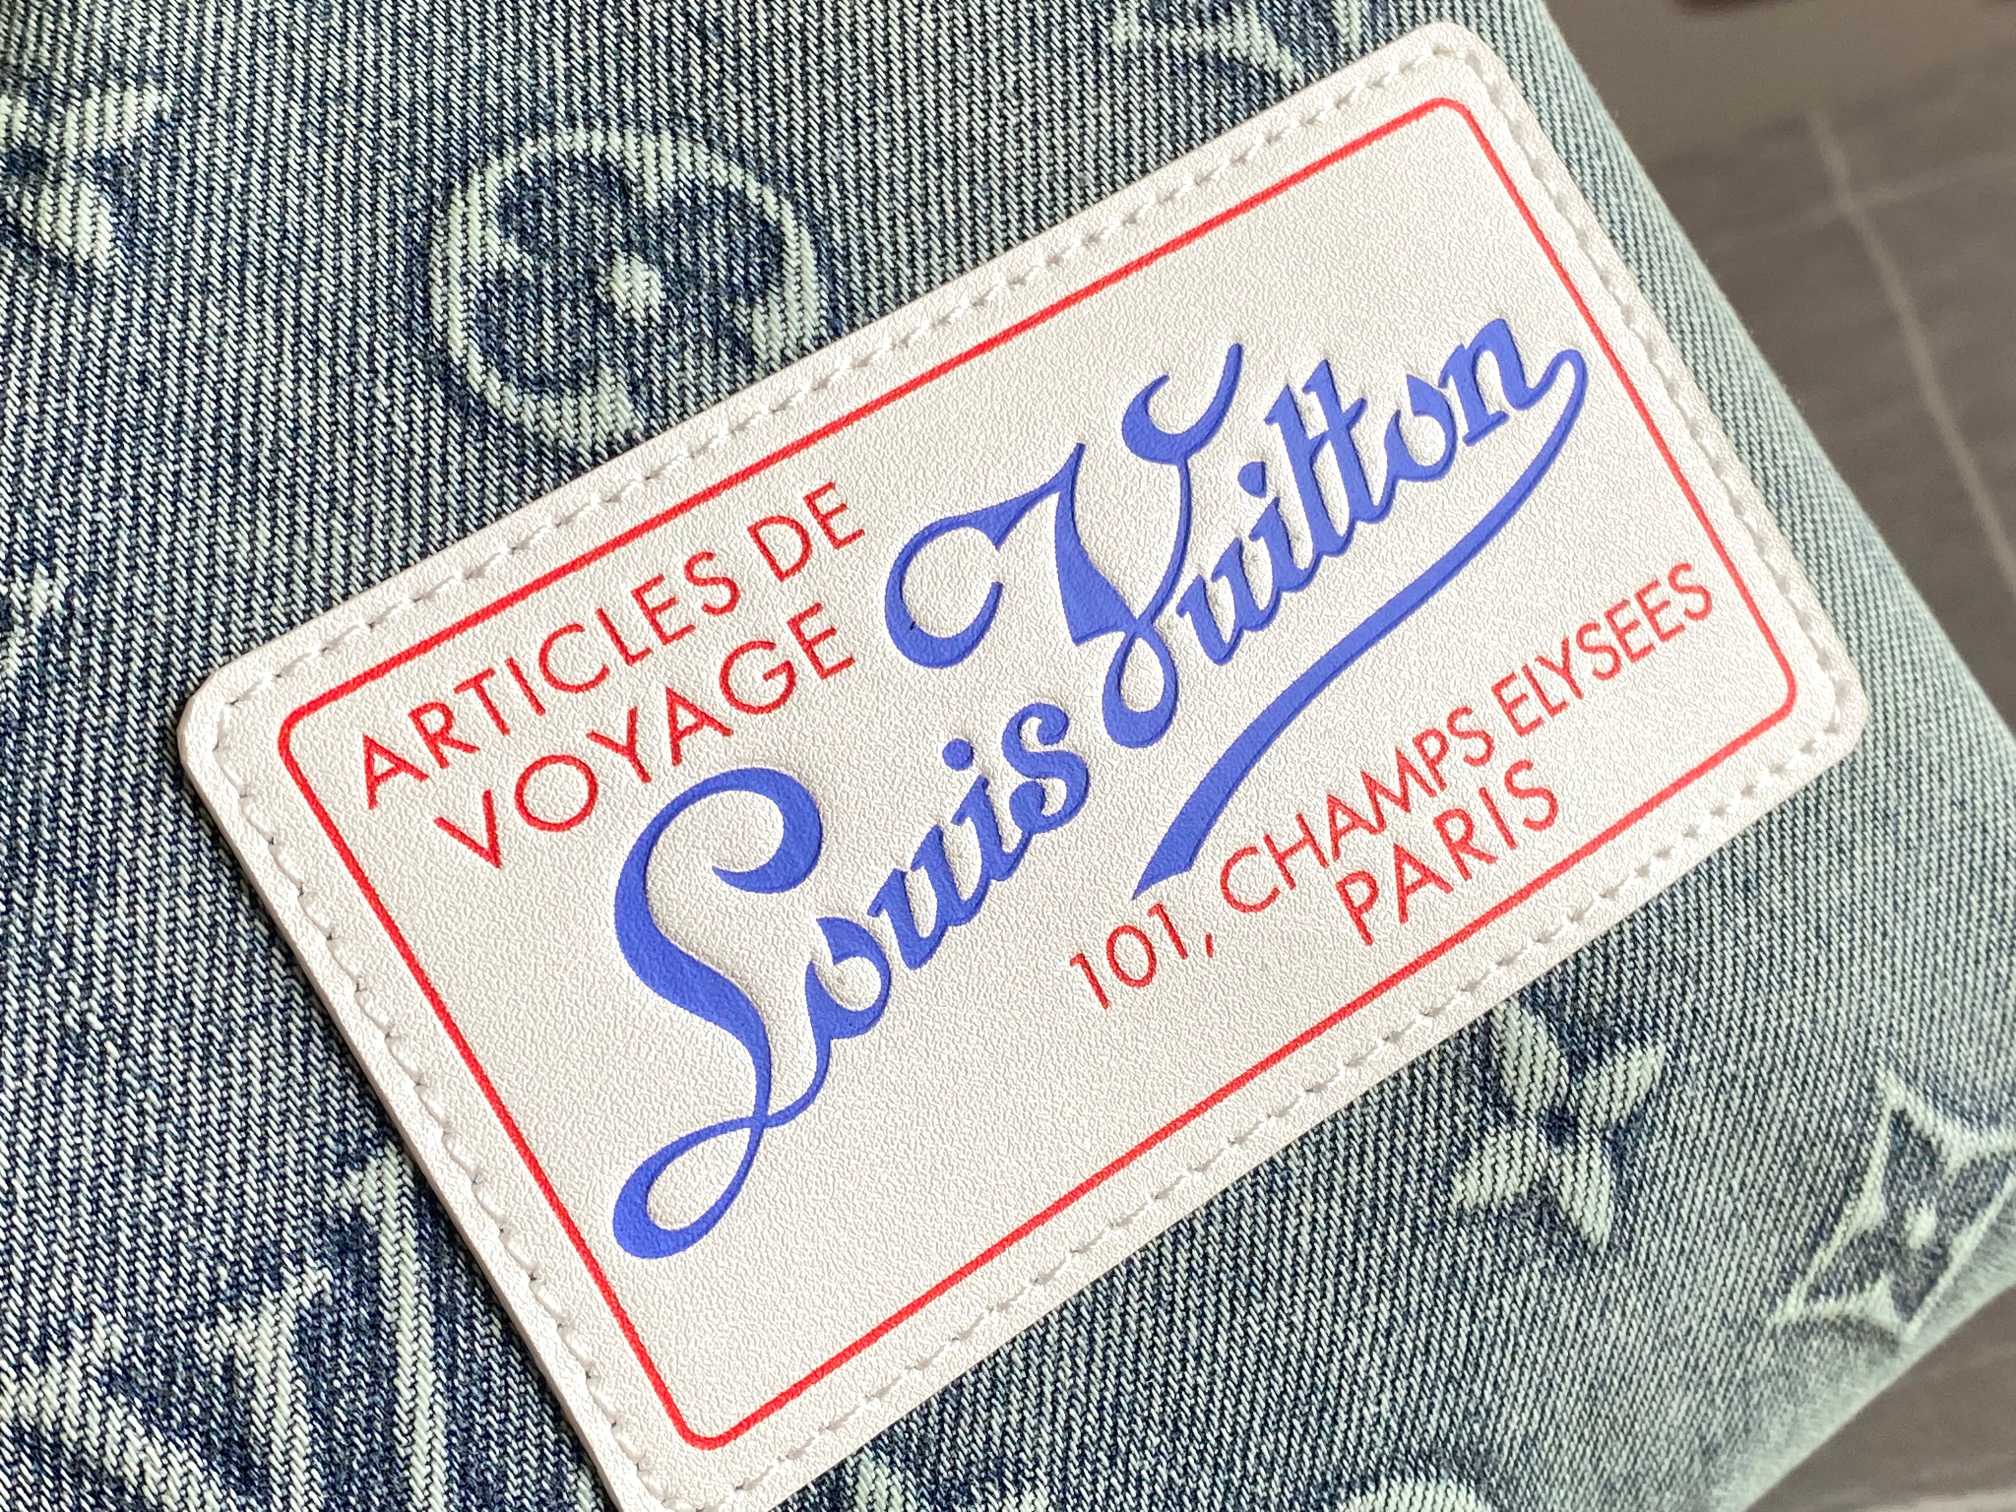 ARTICLES DE
VOYAGE
Louis Vuitton
101, CHAMPS ELYSEES
PARIS